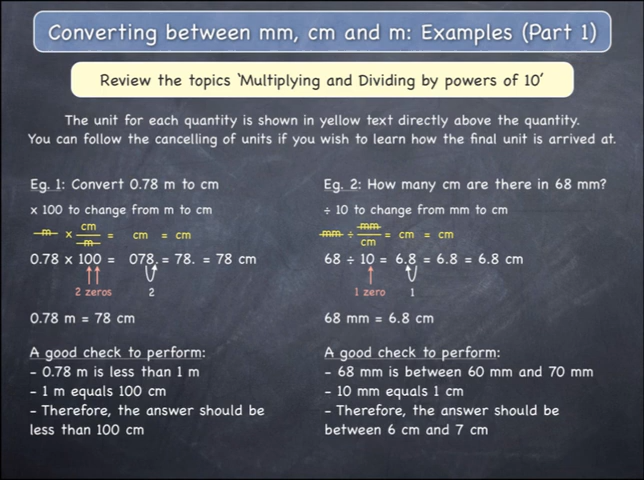 Converting between mm, cm and m: Examples (Part 1)
Review the topics ‘Multiplying and Dividing by powers of 10’
The unit for each quantity is shown in yellow text directly above the quantity.
You can follow the cancelling of units if you wish to learn how the final unit is arrived at.
Eg. 1: Convert 0.78 m to cm
x 100 to change from m to cm
m x cm/m = cm = cm
0.78 x 100 = 078. = 78. = 78 cm
2 zeros 2
0.78 m = 78 cm
A good check to perform:
- 0.78 m is less than 1 m
- 1 m equals 100 cm
- Therefore, the answer should be
less than 100 cm
Eg. 2: How many cm are there in 68 mm?
÷ 10 to change from mm to cm
mm ÷ mm/cm = cm = cm
68 ÷ 10 = 6.8 = 6.8 = 6.8 cm
1 zero 1
68 mm = 6.8 cm
A good check to perform:
- 68 mm is between 60 mm and 70 mm
- 10 mm equals 1 cm
- Therefore, the answer should be
between 6 cm and 7 cm